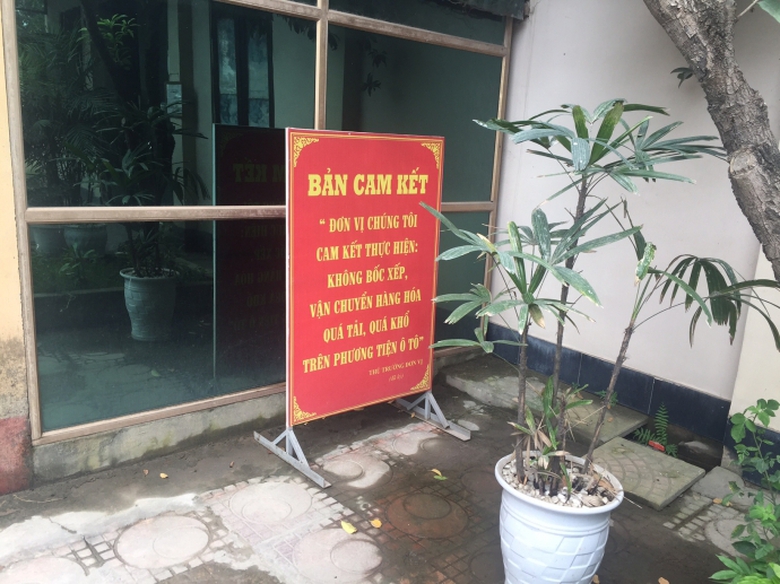 BẢN CAM KẾT
“ ĐƠN VỊ CHÚNG TÔI
CAM KẾT THỰC HIỆN:
KHÔNG BỐC XẾP,
VẬN CHUYỂN HÀNG HÓA
QUÁ TẢI, QUÁ KHỔ
TRÊN PHƯƠNG TIỆN Ô TÔ”
THỦ TRƯỞNG ĐƠN VỊ